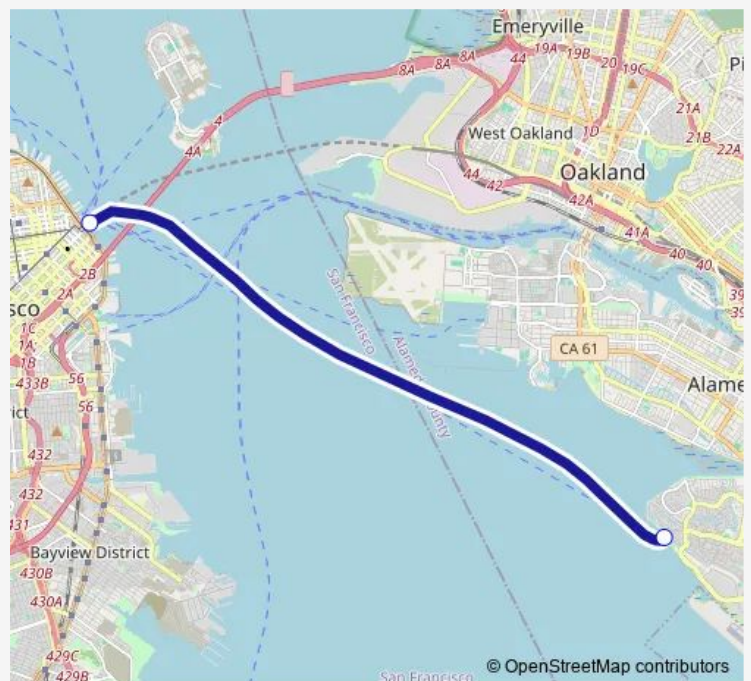 Emeryville
19A
19B
20
19C
Pi
8A
8A
8A
44
21A
4
4A
West Oakland
1D
21B
22A
Oakland
44
42
42A
41A
40
40
2B
2A
San Francisco
39
39
sco
1C
1A
1B
433B
56
CA 61
Alame
Alameda County
rict
56
432
432
431
Bayview District
430B
430A
429C
429B
San Francisco
© OpenStreetMap contributors